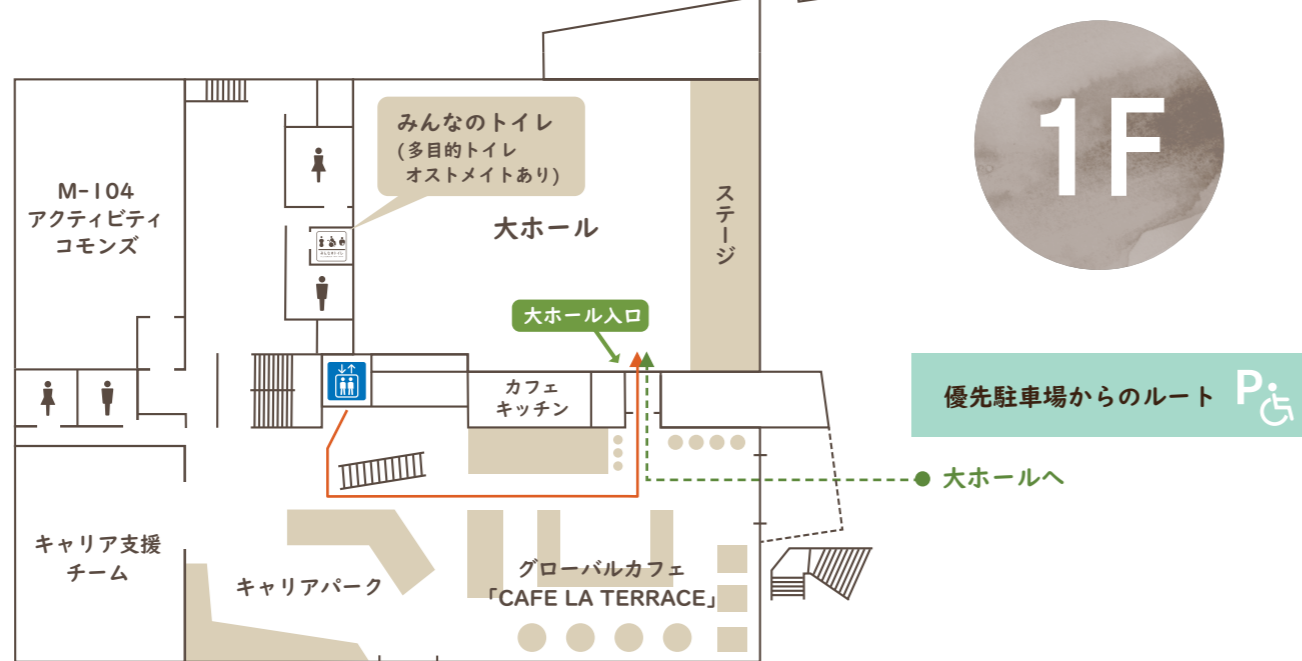 1F
みんなのトイレ
(多目的トイレ
オストメイトあり)
M-104
アクティビティ
コモンズ
大ホール
ステージ
大ホール入口
カフェ
キッチン
優先駐車場からのルート P
大ホールへ
キャリア支援
チーム
キャリアパーク
グローバルカフェ
「CAFE LA TERRACE」